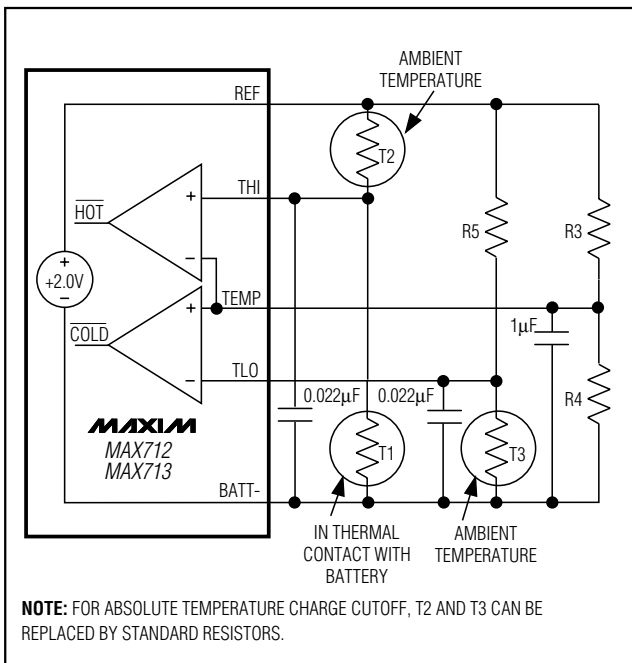 AMBIENT
TEMPERATURE
REF
T2
THI
HOT
R5
R3
+
−
+2.0V
+
−
TEMP
+
COLD
1µF
−
TLO
0.022µF
0.022µF
R4
MAXIM
MAX712
MAX713
T1
T3
BATT-
IN THERMAL
CONTACT WITH
BATTERY
AMBIENT
TEMPERATURE
NOTE: FOR ABSOLUTE TEMPERATURE CHARGE CUTOFF, T2 AND T3 CAN BE
REPLACED BY STANDARD RESISTORS.